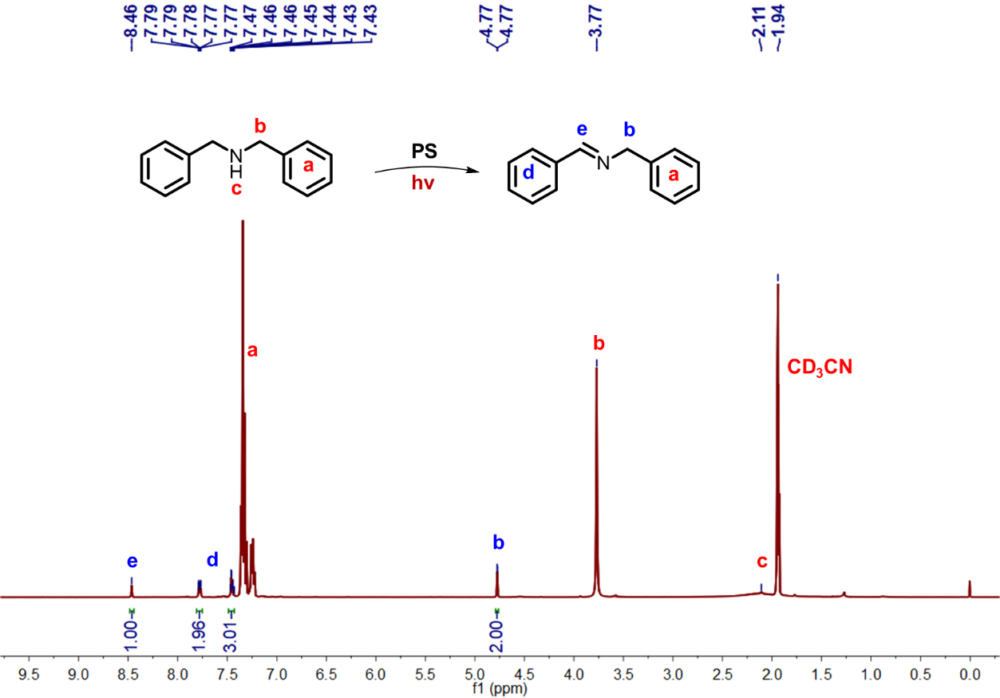 8.46 7.79 7.79 7.78 7.77 7.77 7.47 7.46 7.46 7.45 7.44 7.43 7.43 4.77 4.77 3.77 2.11 1.94
b e b
N H c a PS hν d N a
a
b
CD3CN
e d b c
1.00 1.96 3.01 2.00
9.5 9.0 8.5 8.0 7.5 7.0 6.5 6.0 5.5 5.0 4.5 4.0 3.5 3.0 2.5 2.0 1.5 1.0 0.5 0.0
f1 (ppm)